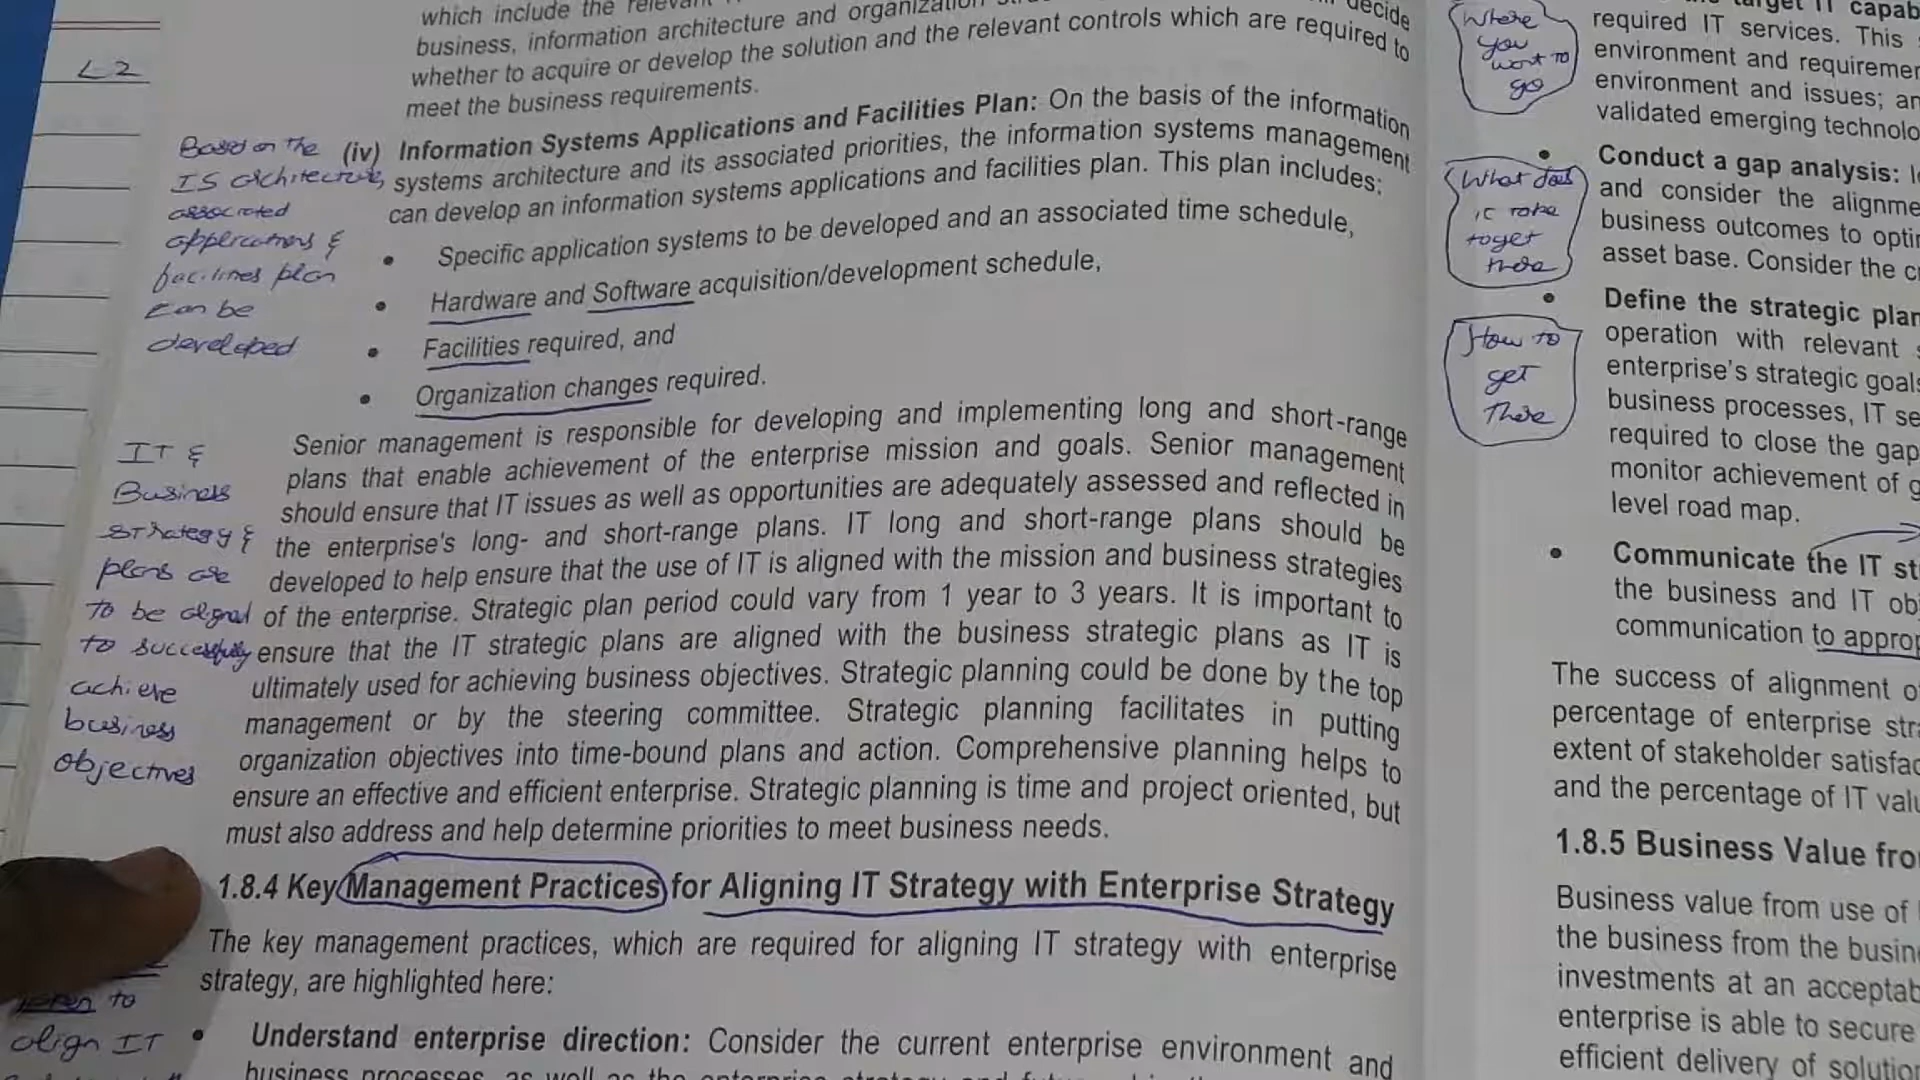 which include the
decide
business, information architecture and
whether to acquire or develop the solution and the relevant controls which are required to
meet the business requirements.
L2
(iv) Information Systems Applications and Facilities Plan: On the basis of the information
systems architecture and its associated priorities, the information systems management
can develop an information systems applications and facilities plan. This plan includes:
• Specific application systems to be developed and an associated time schedule,
• Hardware and Software acquisition/development schedule,
• Facilities required, and
• Organization changes required.
Based on the
IS architecture,
associated
applications &
facilities plan
can be
developed
Senior management is responsible for developing and implementing long and short-range
plans that enable achievement of the enterprise mission and goals. Senior management
should ensure that IT issues as well as opportunities are adequately assessed and reflected in
the enterprise's long- and short-range plans. IT long and short-range plans should be
developed to help ensure that the use of IT is aligned with the mission and business strategies
of the enterprise. Strategic plan period could vary from 1 year to 3 years. It is important to
ensure that the IT strategic plans are aligned with the business strategic plans as IT is
ultimately used for achieving business objectives. Strategic planning could be done by the top
management or by the steering committee. Strategic planning facilitates in putting
organization objectives into time-bound plans and action. Comprehensive planning helps to
ensure an effective and efficient enterprise. Strategic planning is time and project oriented, but
must also address and help determine priorities to meet business needs.
IT &
Business
strategy &
plans are
to be aligned
to successfully
achieve
business
objectives
1.8.4 Key Management Practices for Aligning IT Strategy with Enterprise Strategy
The key management practices, which are required for aligning IT strategy with enterprise
strategy, are highlighted here:
to
align IT
• Understand enterprise direction: Consider the current enterprise environment and
business processes, as well as the enterprise
target IT
required IT services. This
environment and
environment and issues;
validated emerging
Where
you
want to
go
• Conduct a gap analysis:
and consider the
business outcomes to
asset base. Consider the
What does
it take
to get
there
• Define the strategic
operation with relevant
enterprise's strategic
business processes, IT
required to close the gap
monitor achievement of
level road map.
How to
get
There
• Communicate the IT
the business and IT
communication to
The success of alignment
percentage of enterprise
extent of stakeholder
and the percentage of IT
1.8.5 Business Value
Business value from use of
the business from the
investments at an
enterprise is able to secure
efficient delivery of